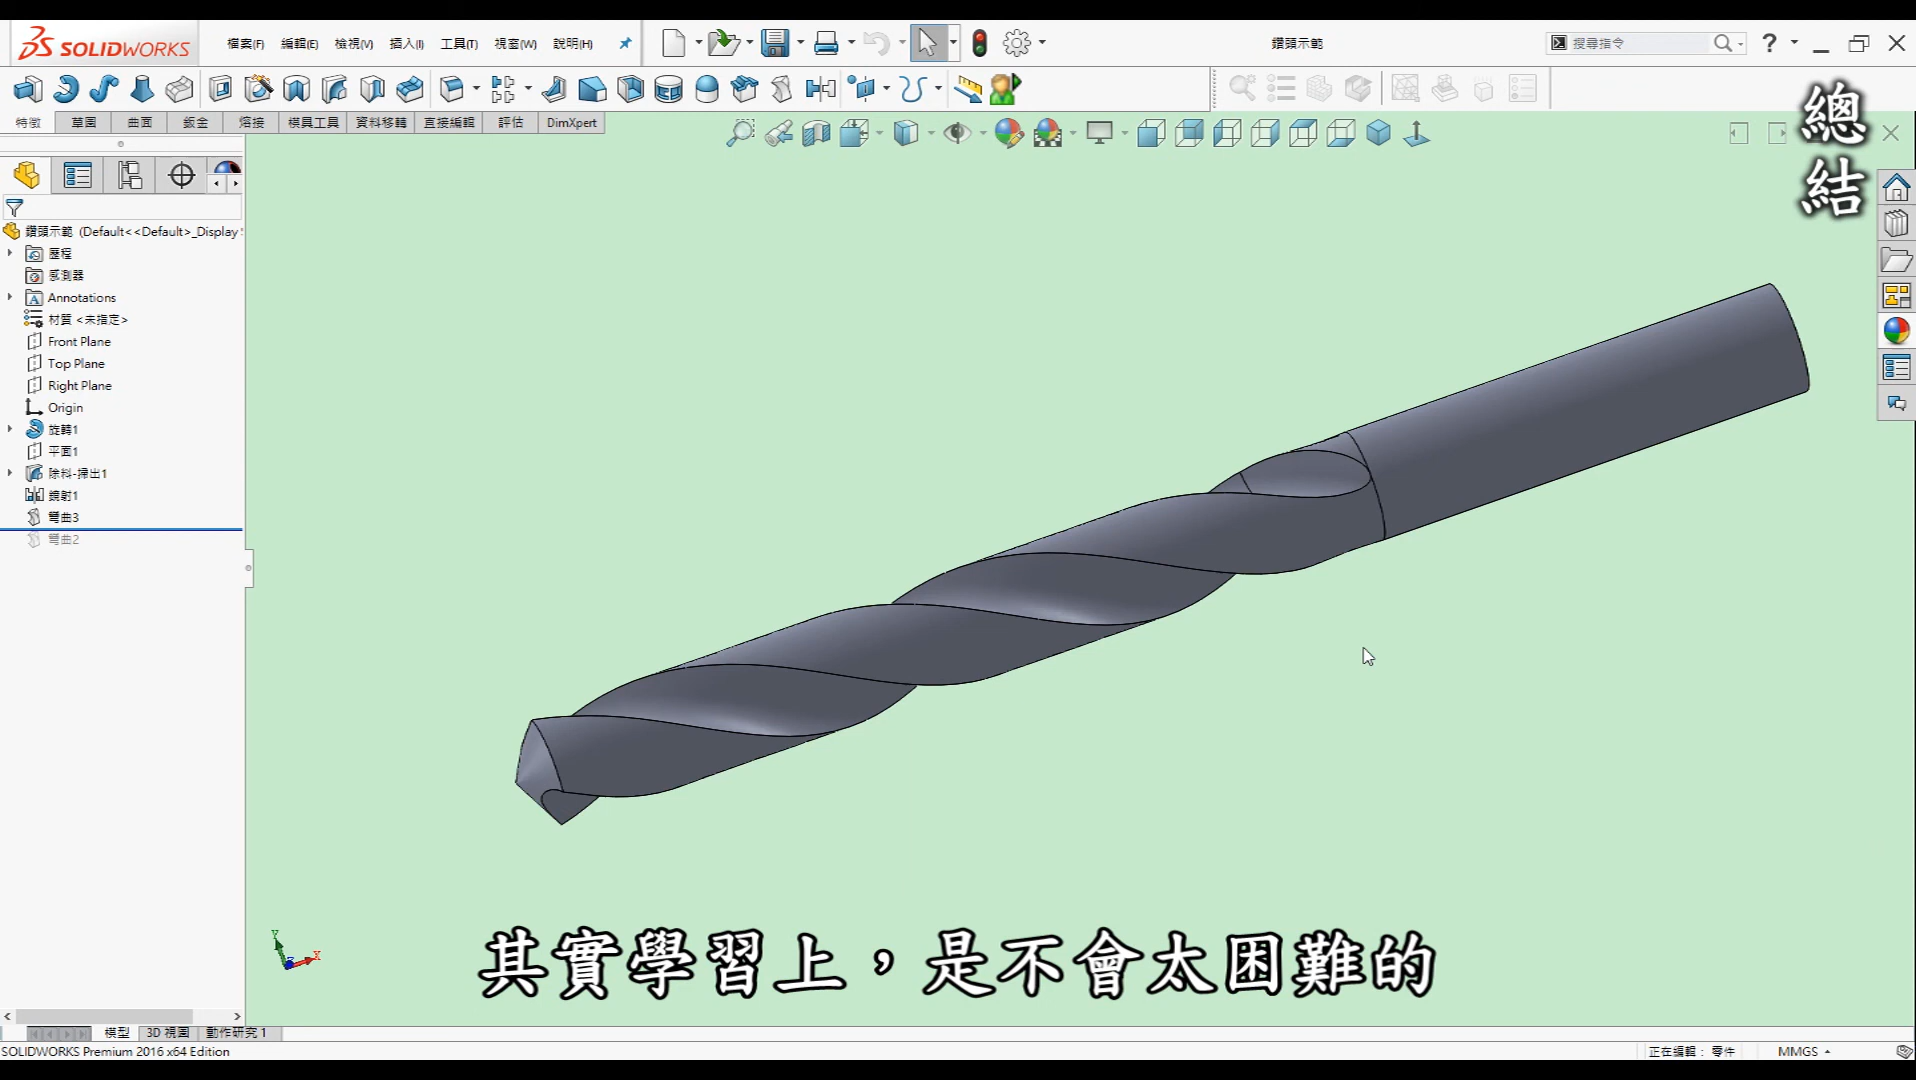 SOLIDWORKS
檔案(F)
編輯(E)
檢視(V)
插入(I)
工具(T)
視窗(W)
說明(H)
鑽頭示範
搜尋指令
特徵
草圖
曲面
鈑金
熔接
模具工具
資料移轉
直接編輯
評估
DimXpert
總結
鑽頭示範 (Default<<Default>_Display
歷程
感測器
Annotations
材質 <未指定>
Front Plane
Top Plane
Right Plane
Origin
旋轉1
平面1
除料-掃出1
鏡射1
彎曲3
彎曲2
Y
X
其實學習上，是不會太困難的
模型
3D 視圖
動作研究 1
SOLIDWORKS Premium 2016 x64 Edition
正在編輯： 零件
MMGS